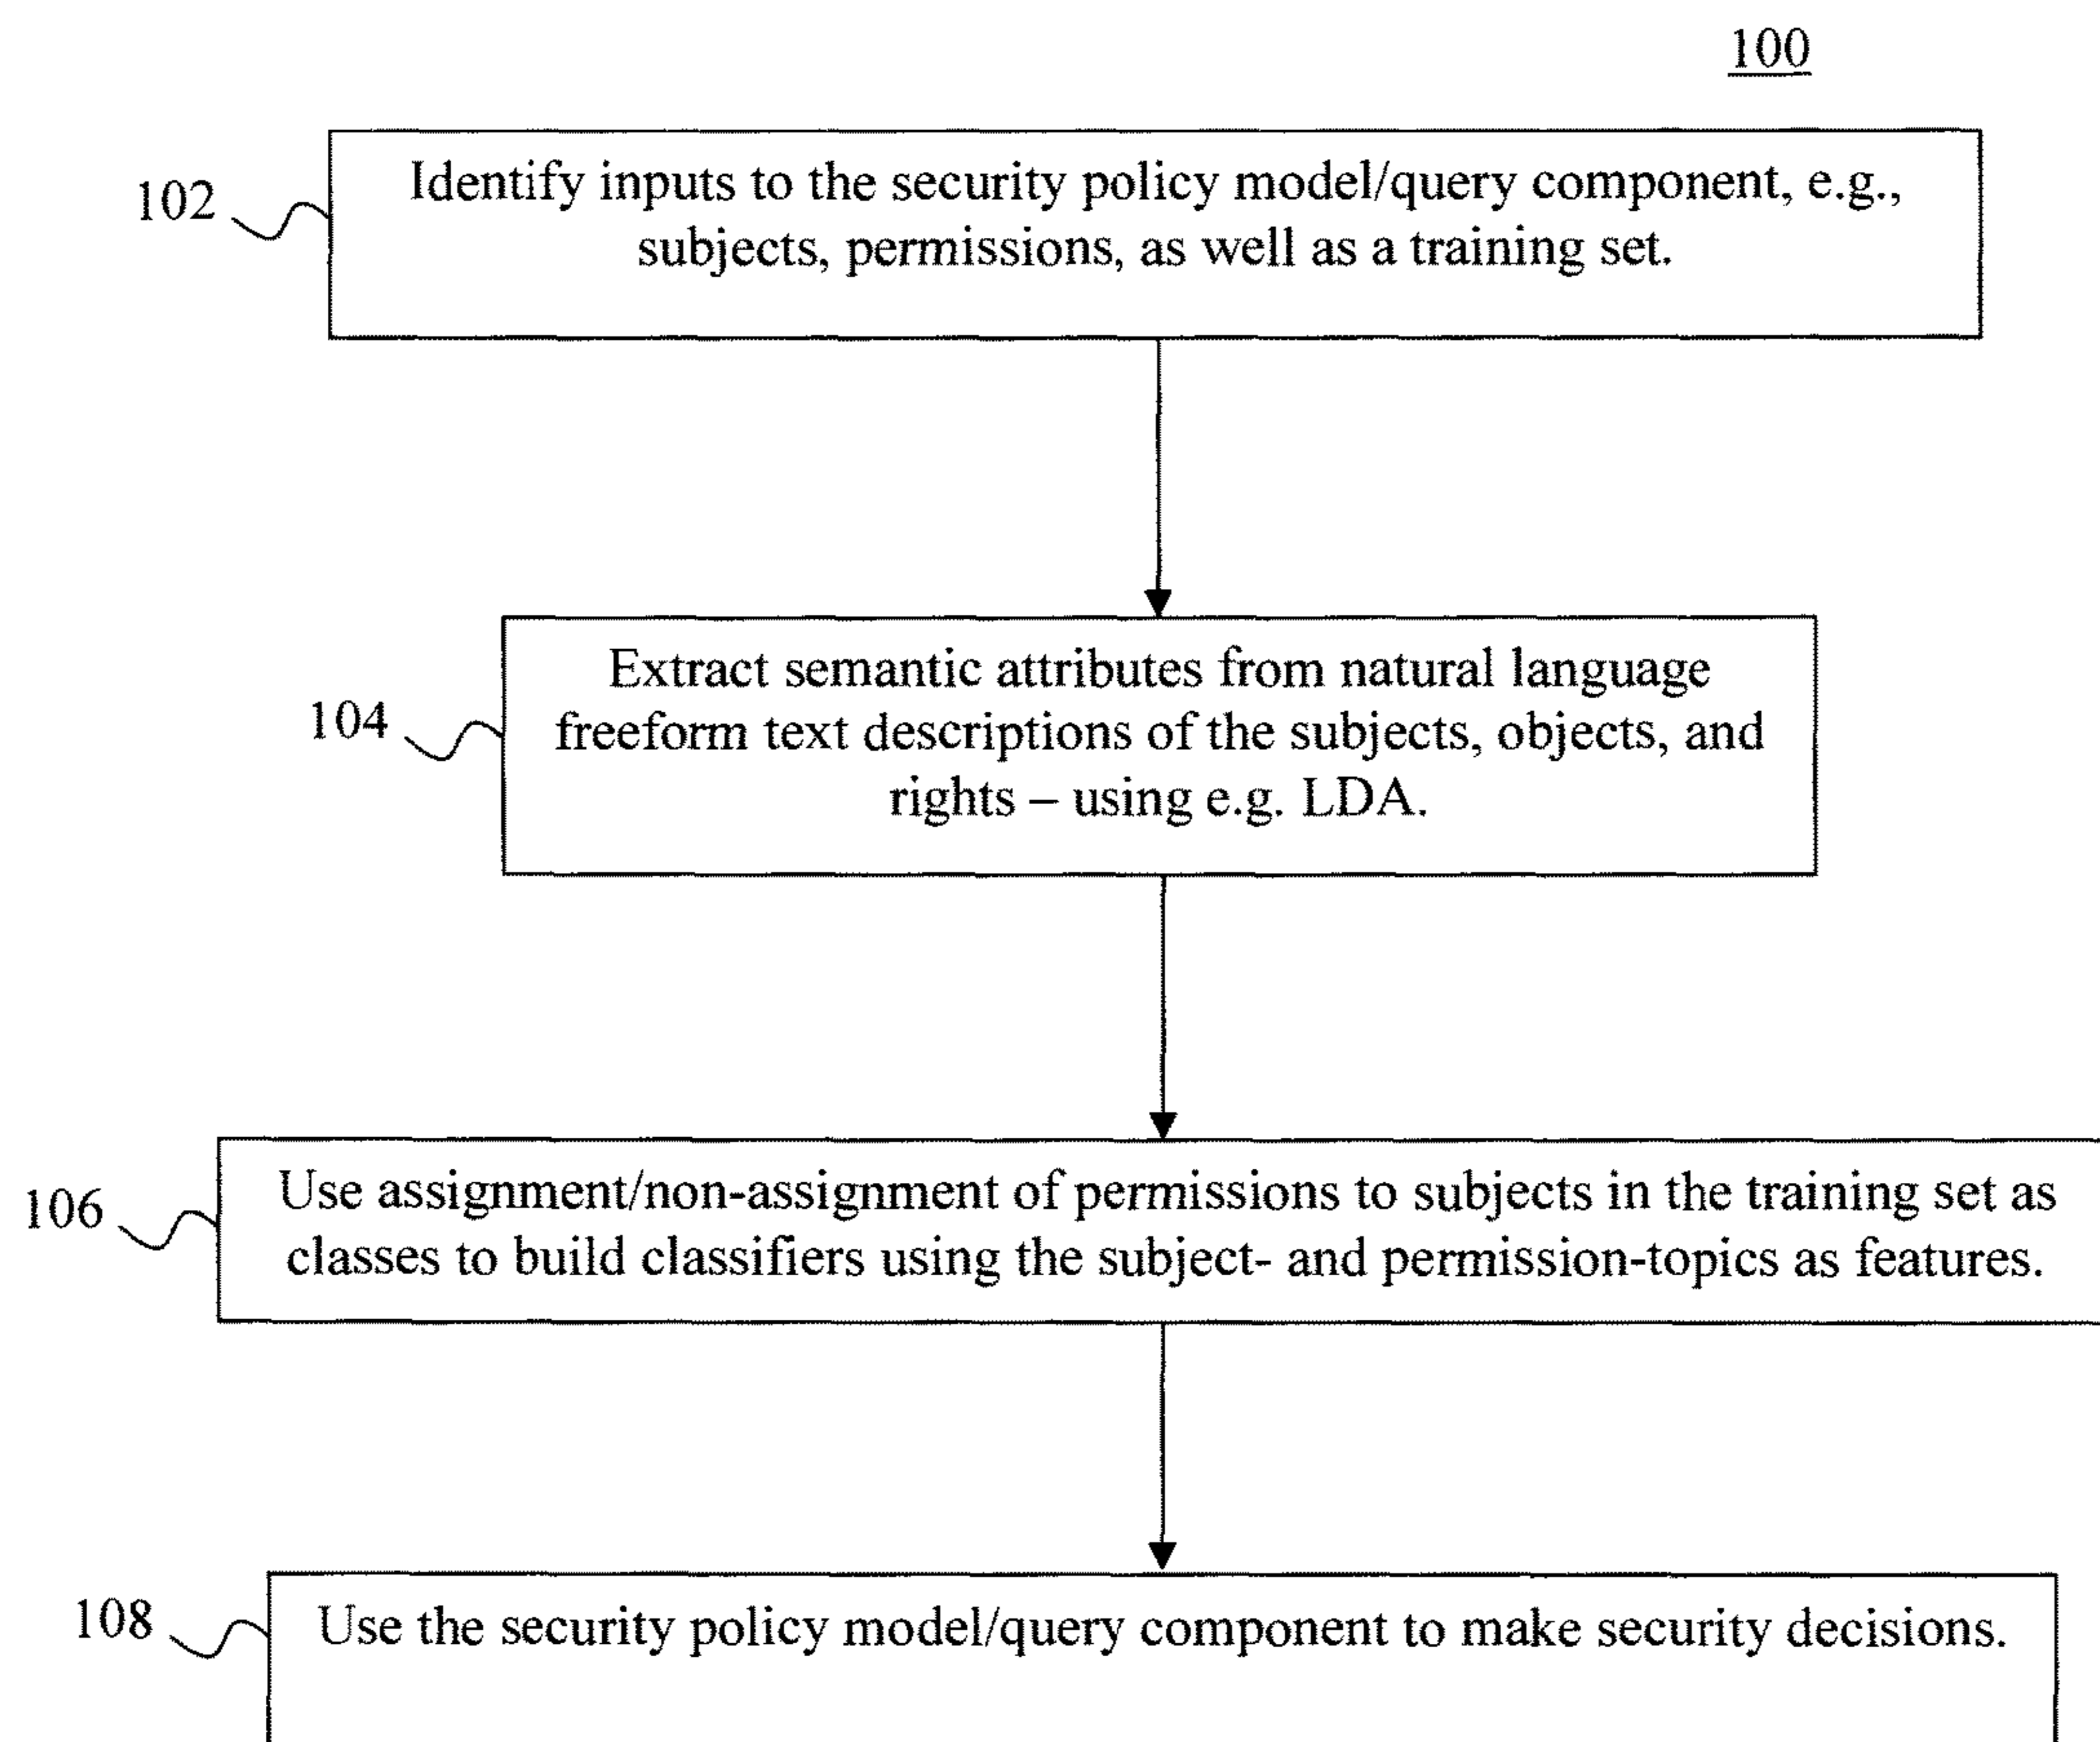 100
102
Identify inputs to the security policy model/query component, e.g.,
subjects, permissions, as well as a training set.
104
Extract semantic attributes from natural language
freeform text descriptions of the subjects, objects, and
rights – using e.g. LDA.
106
Use assignment/non-assignment of permissions to subjects in the training set as
classes to build classifiers using the subject- and permission-topics as features.
108
Use the security policy model/query component to make security decisions.